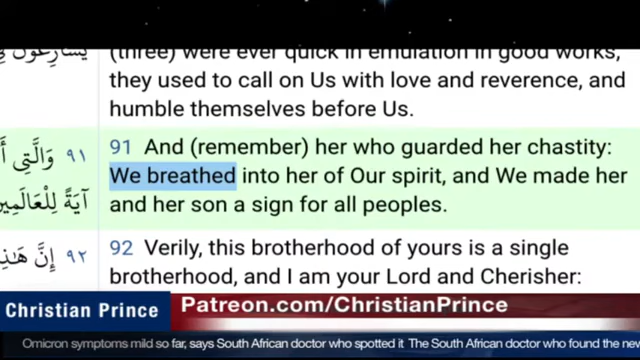 يُسَارِعُونَ
(three) were ever quick in emulation in good works,
they used to call on Us with love and reverence, and
humble themselves before Us.
٩١ وَالَّتِي
91 And (remember) her who guarded her chastity:
We breathed into her of Our spirit, and We made her
آيَةً لِلْعَالَمِينَ
and her son a sign for all peoples.
٩٢ إِنَّ
92 Verily, this brotherhood of yours is a single
brotherhood, and I am your Lord and Cherisher:
Christian Prince
Patreon.com/ChristianPrince
Omicron symptoms mild so far, says South African doctor who spotted it The South African doctor who found the new